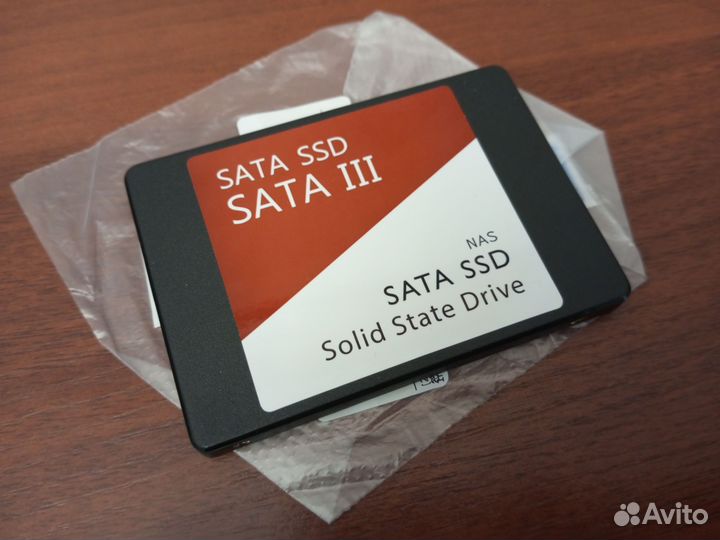 SATA SSD
SATA III
NAS
SATA SSD
Solid State Drive
Avito